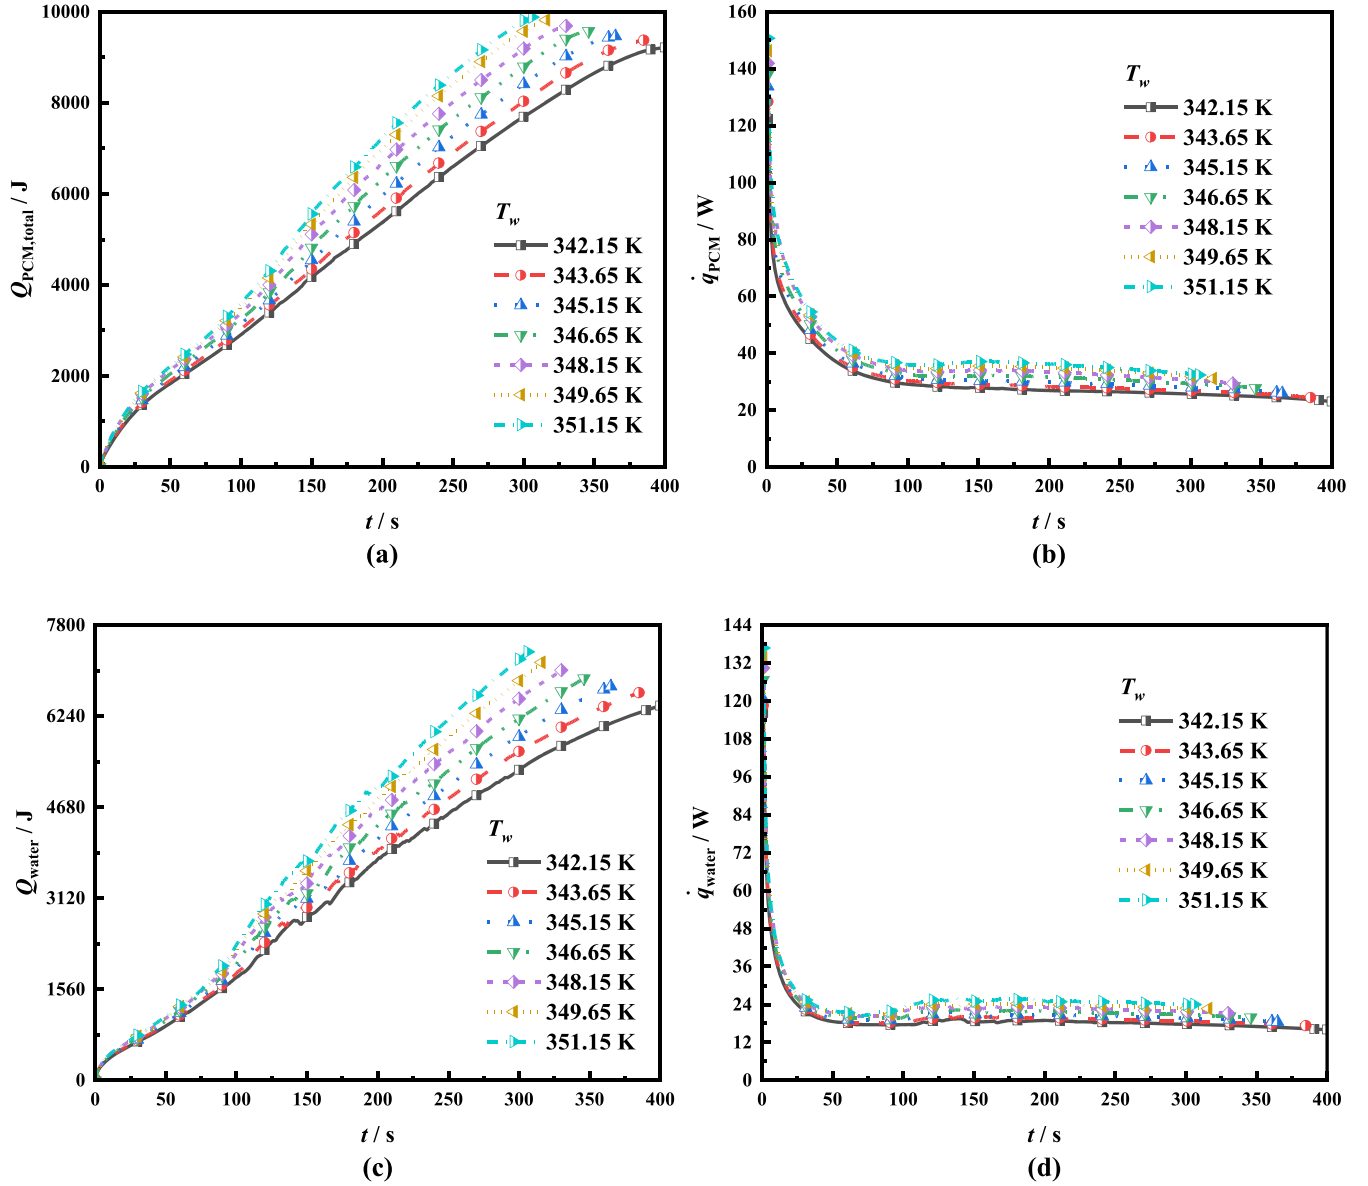 10000
8000
6000
4000
2000
0
Q_PCM,total / J
T_w
342.15 K
343.65 K
345.15 K
346.65 K
348.15 K
349.65 K
351.15 K
0 50 100 150 200 250 300 350 400
t / s
(a)
160
140
120
100
80
60
40
20
0
q̇_PCM / W
T_w
342.15 K
343.65 K
345.15 K
346.65 K
348.15 K
349.65 K
351.15 K
0 50 100 150 200 250 300 350 400
t / s
(b)
7800
6240
4680
3120
1560
0
Q_water / J
T_w
342.15 K
343.65 K
345.15 K
346.65 K
348.15 K
349.65 K
351.15 K
0 50 100 150 200 250 300 350 400
t / s
(c)
144
132
120
108
96
84
72
60
48
36
24
12
0
q̇_water / W
T_w
342.15 K
343.65 K
345.15 K
346.65 K
348.15 K
349.65 K
351.15 K
0 50 100 150 200 250 300 350 400
t / s
(d)